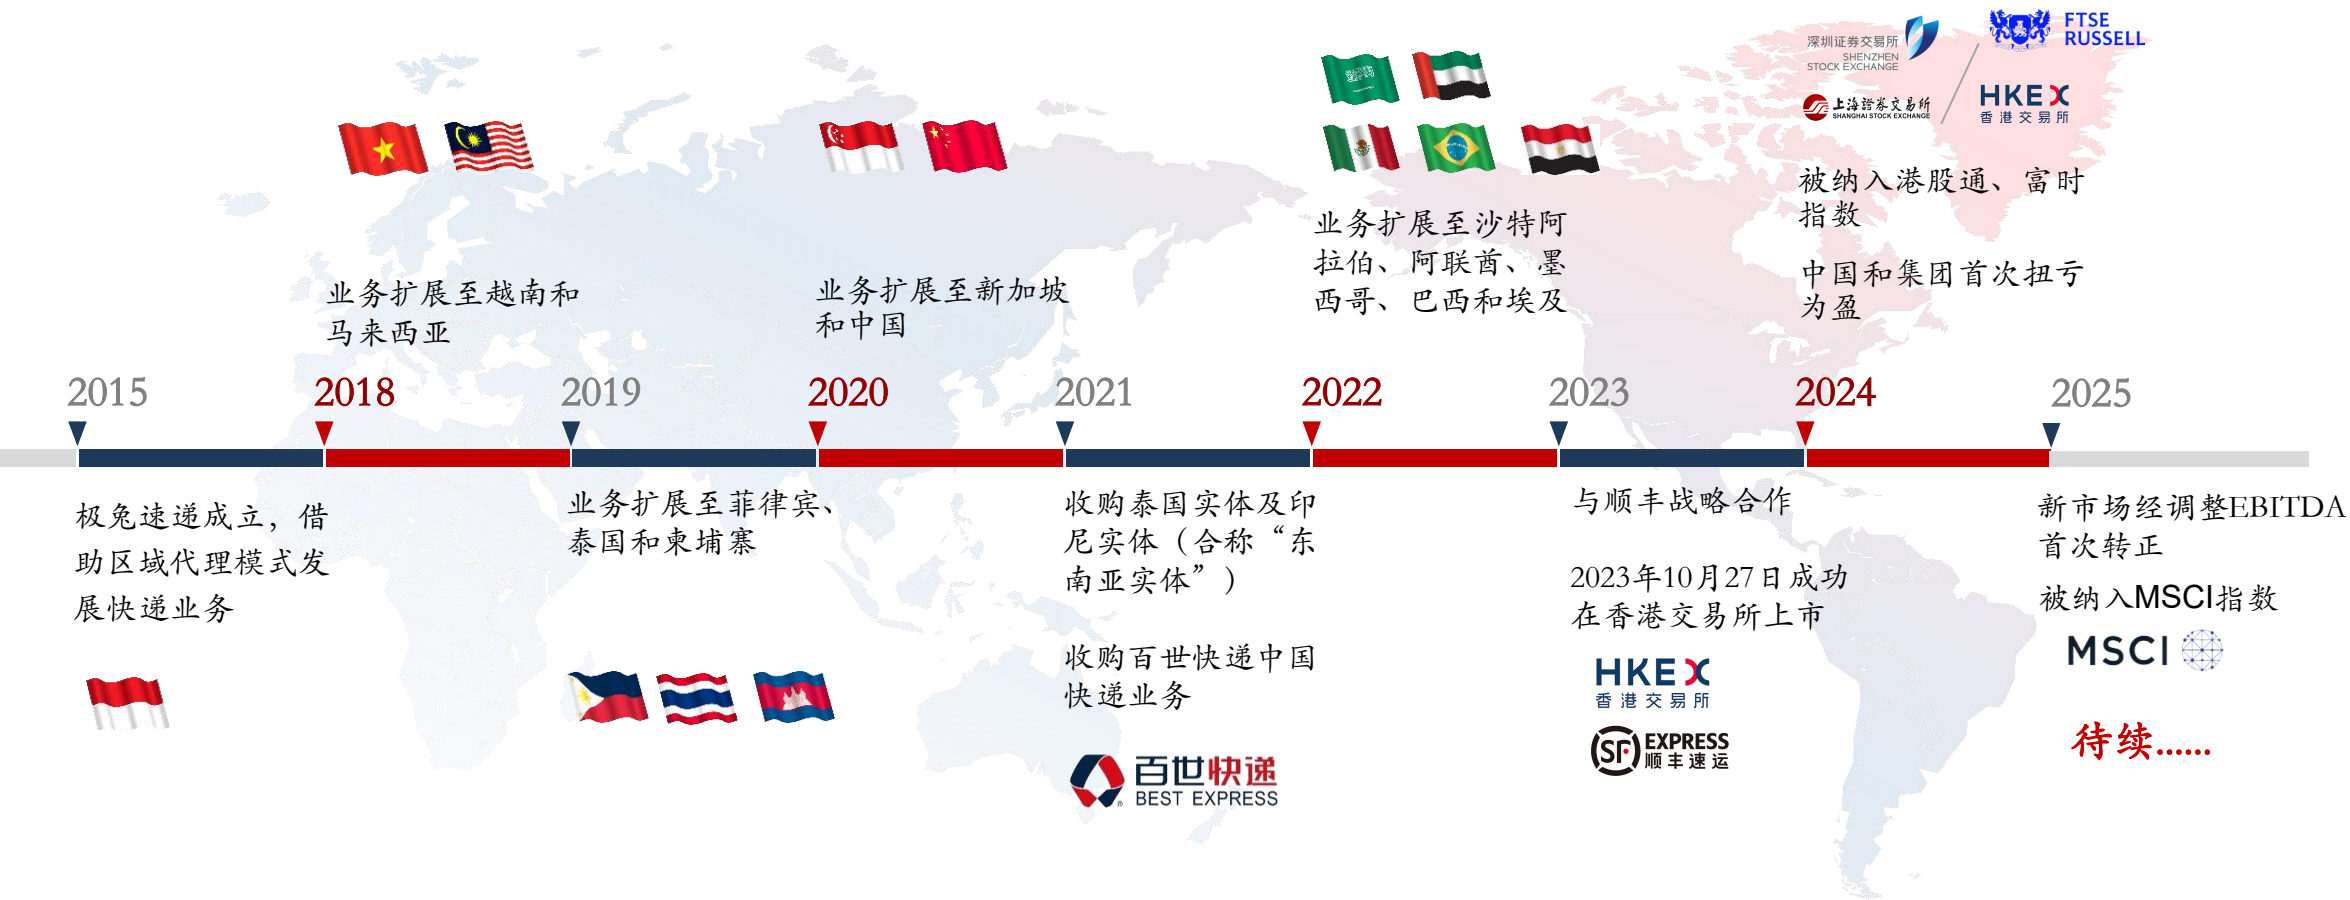 2015
极兔速递成立，借
助区域代理模式发
展快递业务
2018
业务扩展至越南和
马来西亚
2019
业务扩展至菲律宾、
泰国和柬埔寨
2020
业务扩展至新加坡
和中国
2021
收购泰国实体及印
尼实体（合称“东
南亚实体”）
收购百世快递中国
快递业务
百世快递
BEST EXPRESS
2022
业务扩展至沙特阿
拉伯、阿联酋、墨
西哥、巴西和埃及
2023
与顺丰战略合作
2023年10月27日成功
在香港交易所上市
HKEX
香港交易所
SF EXPRESS
顺丰速运
2024
深圳证券交易所
SHENZHEN
STOCK EXCHANGE
上海證券交易所
SHANGHAI STOCK EXCHANGE
FTSE
RUSSELL
HKEX
香港交易所
被纳入港股通、富时
指数
中国和集团首次扭亏
为盈
2025
新市场经调整EBITDA
首次转正
被纳入MSCI指数
MSCI
待续......